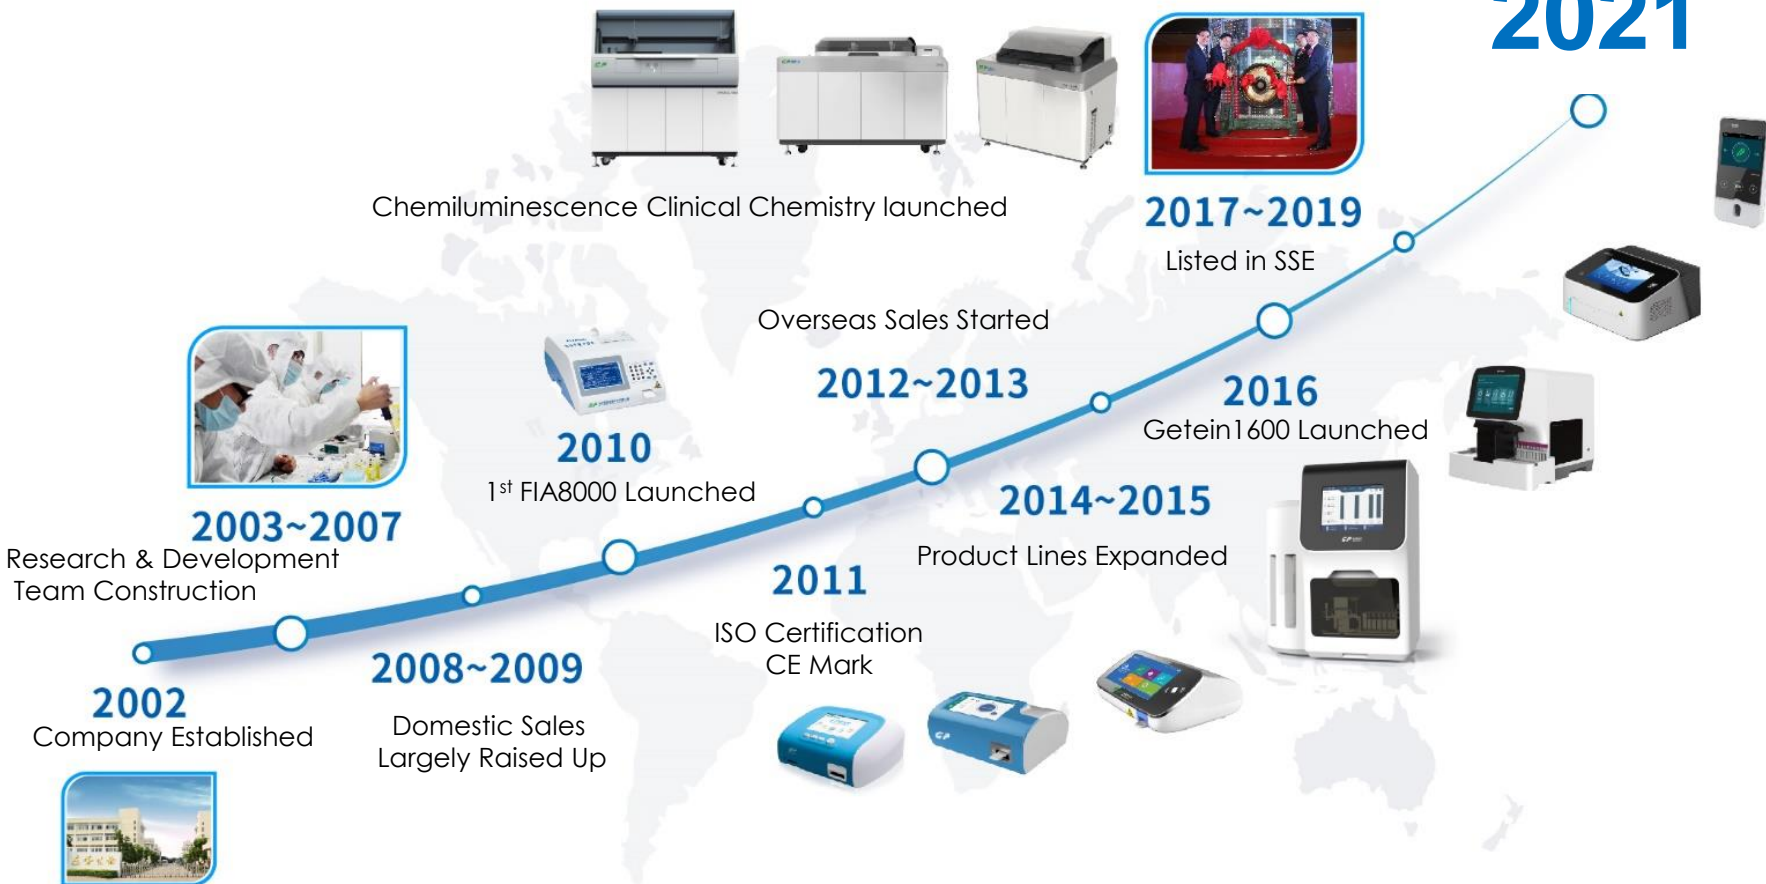 2021
Chemiluminescence Clinical Chemistry launched
2017~2019
Listed in SSE
Overseas Sales Started
2012~2013
2016
Getein1600 Launched
2010
1st FIA8000 Launched
2014~2015
Product Lines Expanded
2003~2007
Research & Development
Team Construction
2011
ISO Certification
CE Mark
2008~2009
Domestic Sales
Largely Raised Up
2002
Company Established